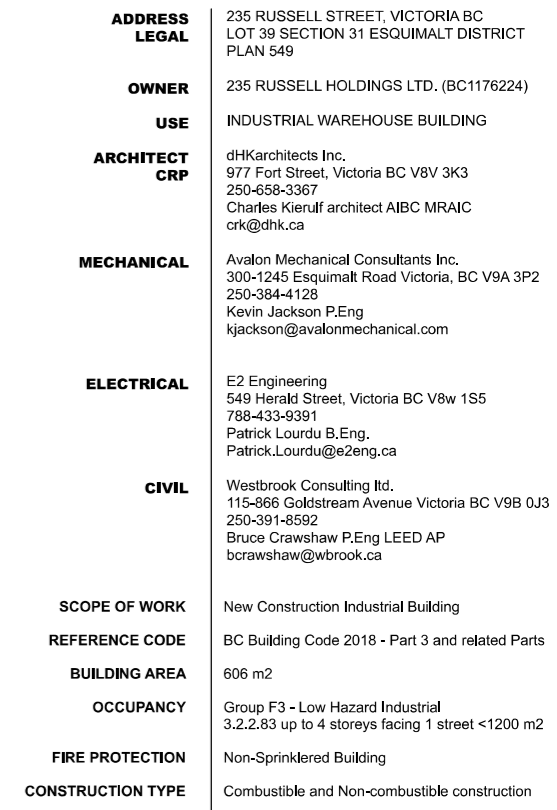 ADDRESS 235 RUSSELL STREET, VICTORIA BC
LEGAL LOT 39 SECTION 31 ESQUIMALT DISTRICT
PLAN 549
OWNER 235 RUSSELL HOLDINGS LTD. (BC1176224)
USE INDUSTRIAL WAREHOUSE BUILDING
ARCHITECT dHKarchitects Inc.
CRP 977 Fort Street, Victoria BC V8V 3K3
250-658-3367
Charles Kierulf architect AIBC MRAIC
crk@dhk.ca
MECHANICAL Avalon Mechanical Consultants Inc.
300-1245 Esquimalt Road Victoria, BC V9A 3P2
250-384-4128
Kevin Jackson P.Eng
kjackson@avalonmechanical.com
ELECTRICAL E2 Engineering
549 Herald Street, Victoria BC V8w 1S5
788-433-9391
Patrick Lourdu B.Eng.
Patrick.Lourdu@e2eng.ca
CIVIL Westbrook Consulting ltd.
115-866 Goldstream Avenue Victoria BC V9B 0J3
250-391-8592
Bruce Crawshaw P.Eng LEED AP
bcrawshaw@wbrook.ca
SCOPE OF WORK New Construction Industrial Building
REFERENCE CODE BC Building Code 2018 - Part 3 and related Parts
BUILDING AREA 606 m2
OCCUPANCY Group F3 - Low Hazard Industrial
3.2.2.83 up to 4 storeys facing 1 street <1200 m2
FIRE PROTECTION Non-Sprinklered Building
CONSTRUCTION TYPE Combustible and Non-combustible construction